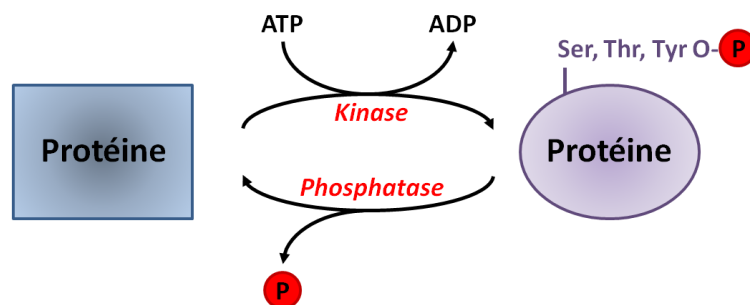 ATP ADP
Ser, Thr, Tyr O-P
Kinase
Protéine Protéine
Phosphatase
P